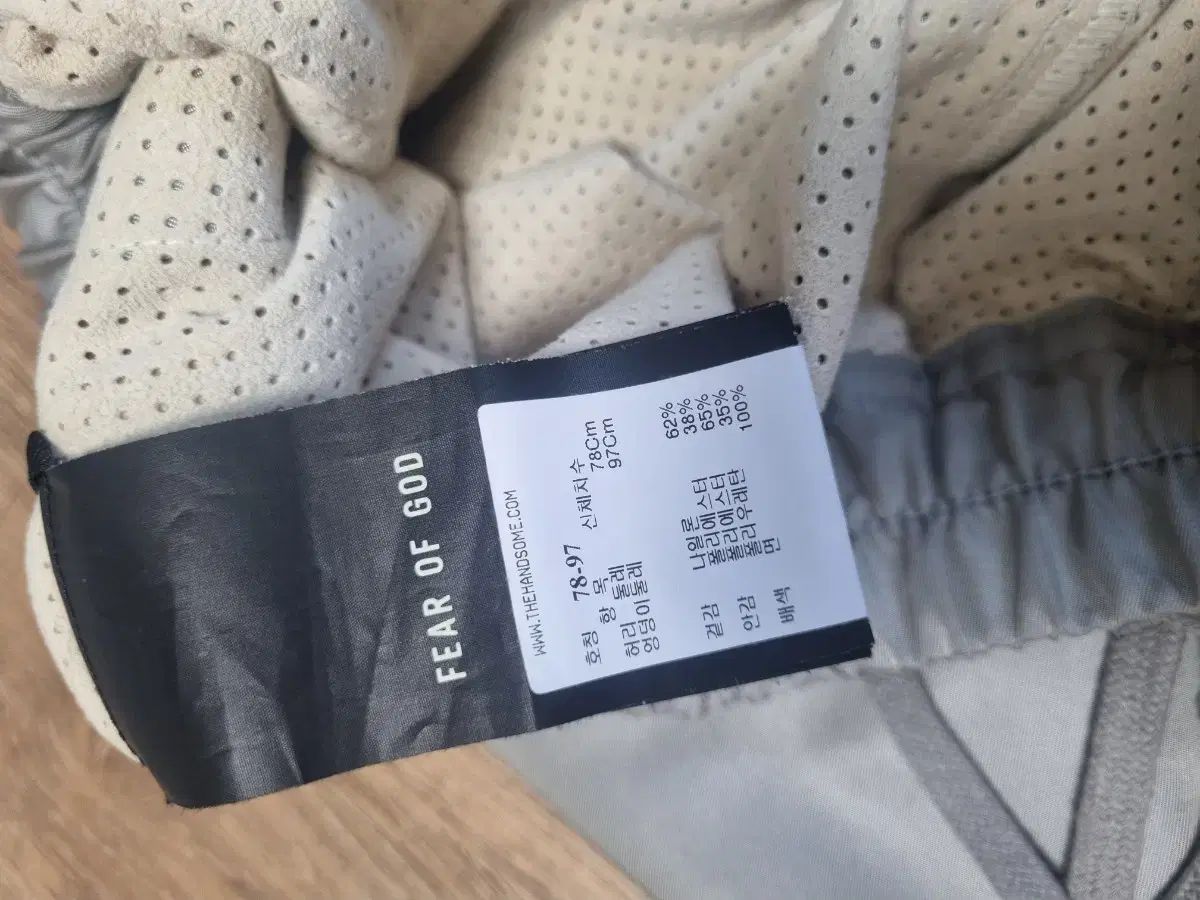 FEAR OF GOD
WWW.THEHANDSOME.COM
호칭 78-97
항 목 신체치수
허리둘레 78Cm
엉덩이둘레 97Cm
겉감 나일론 62%
폴리에스터 38%
안감 폴리에스터 65%
폴리우레탄 35%
배색 면 100%